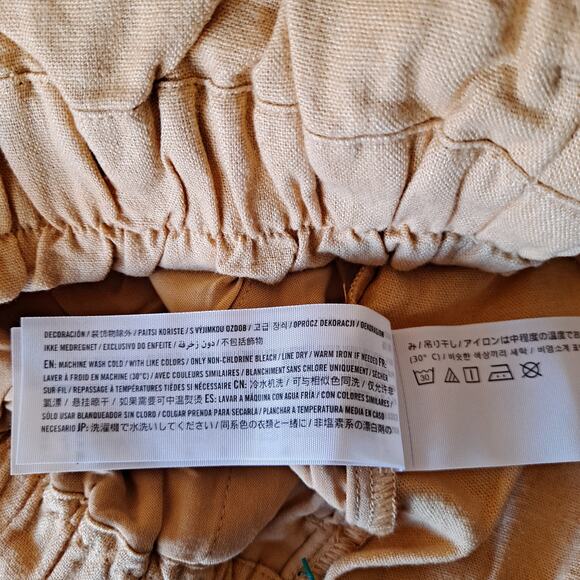 DECORACIÓN / 装饰物除外 / PAITSI KORISTE / S VÝJIMKOU OZDOB / 고급 장식 / OPRÓCZ DEKORACJI / DEKORASION
IKKE MEDREGNET / EXCLUSIVO DO ENFEITE / دون زخرفة / 不包括飾物
EN: MACHINE WASH COLD / WITH LIKE COLORS / ONLY NON-CHLORINE BLEACH / LINE DRY / WARM IRON IF NEEDED FR:
LAVER À FROID EN MACHINE (30°C) / AVEC COULEURS SIMILAIRES / BLANCHIMENT SANS CHLORE UNIQUEMENT / SÉCHER
SUR FIL / REPASSAGE À TEMPÉRATURE TIÈDE SI NÉCESSAIRE CN: 冷水机洗 / 可与相似色同洗 / 仅允许非
氯漂 / 悬挂晾干 / 如果需要可中温熨烫 ES: LAVAR A MÁQUINA CON AGUA FRÍA / CON COLORES SIMILARES /
SÓLO USAR BLANQUEADOR SIN CLORO / COLGAR PRENDA PARA SECARLA / PLANCHAR A TEMPERATURA MEDIA EN CASO
NECESARIO JP: 洗濯機で水洗いしてください / 同系色の衣類と一緒に / 非塩素系の漂白剤の
み / 吊り干し / アイロンは中程度の温度で
(30°C) / 비슷한 색상끼리 세탁 / 비염소계
30